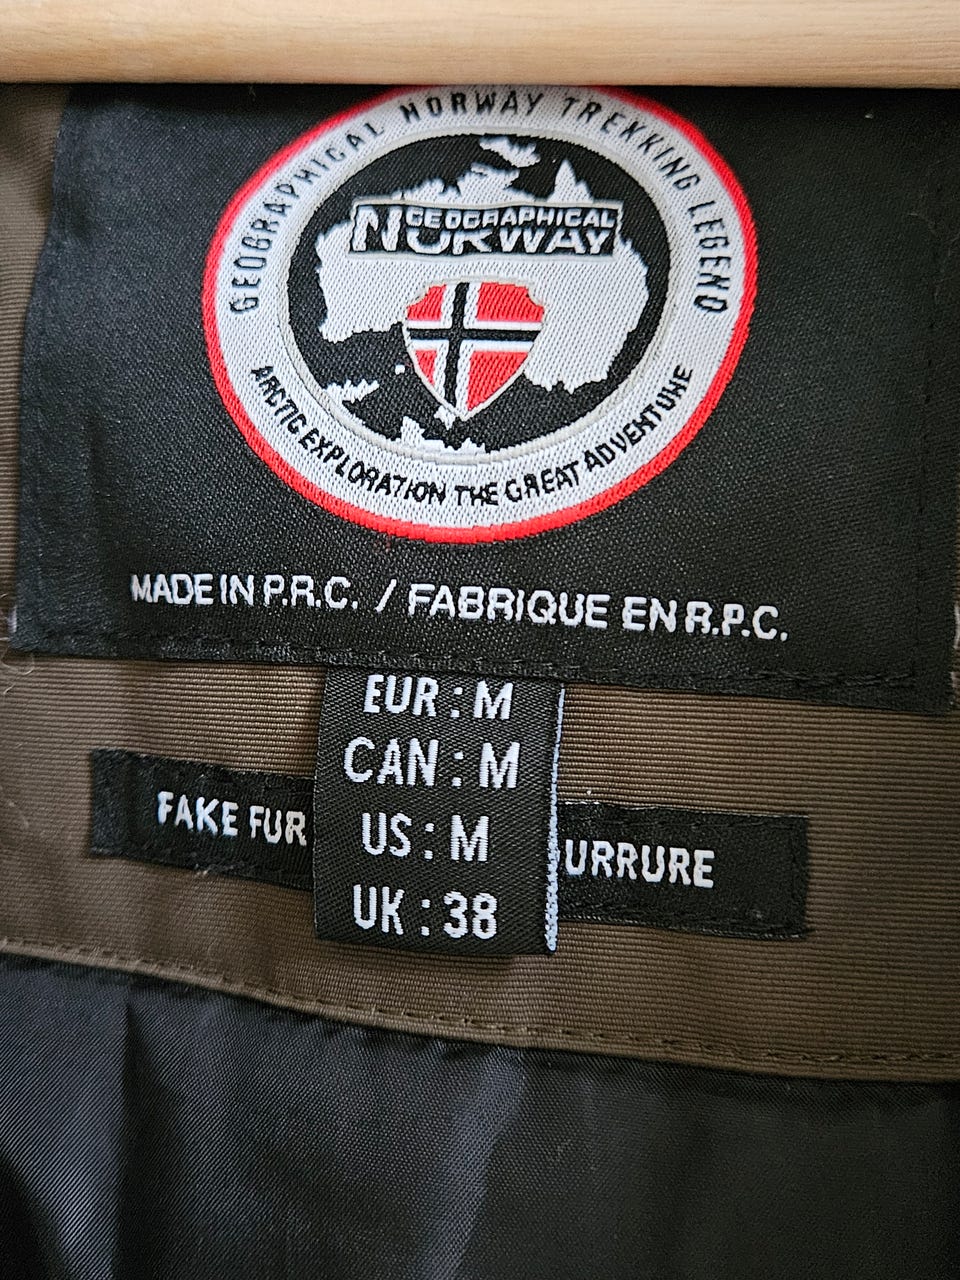 GEOGRAPHICAL NORWAY TREKKING LEGEND
GEOGRAPHICAL
NORWAY
ARCTIC EXPLORATION THE GREAT ADVENTURE
MADE IN P.R.C. / FABRIQUE EN R.P.C.
EUR : M
CAN : M
US : M
UK : 38
FAKE FUR
URRURE